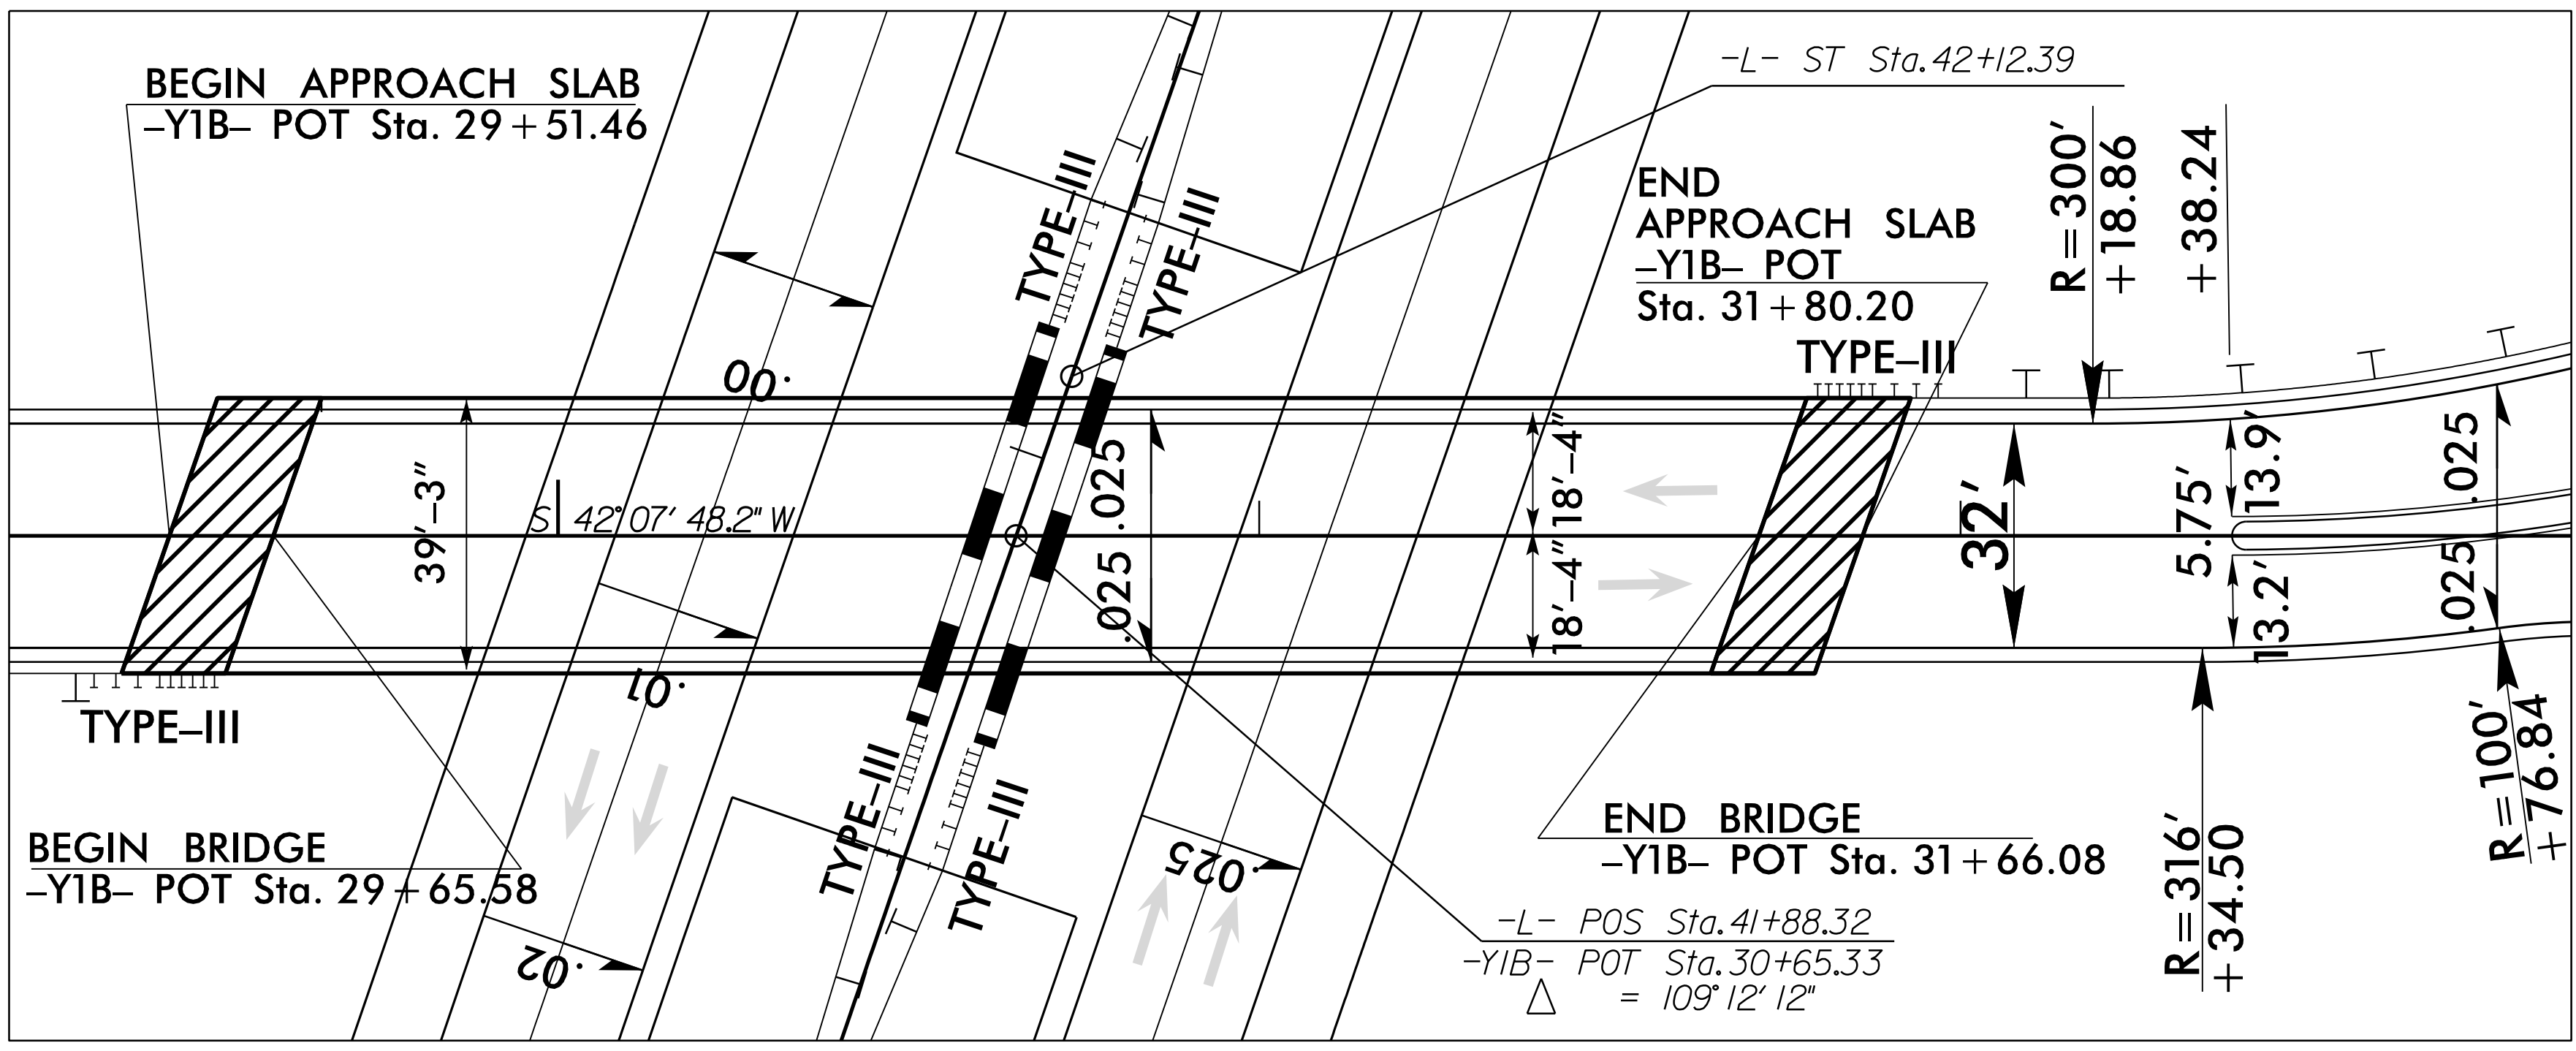 BEGIN APPROACH SLAB
–Y1B– POT Sta. 29+51.46
-L- ST Sta. 42+12.39
TYPE–III
TYPE–III
END
APPROACH SLAB
–Y1B– POT
Sta. 31+80.20
TYPE–III
R=300'
+18.86
+38.24
.00
39'–3"
S 42° 07' 48.2" W
.025
.025
18'–4"
18'–4"
32'
5.75'
13.9'
13.2'
.025
.025
.01
TYPE–III
BEGIN BRIDGE
–Y1B– POT Sta. 29+65.58
.02
TYPE–III
TYPE–III
.025
END BRIDGE
–Y1B– POT Sta. 31+66.08
-L- POS Sta. 41+88.32
-Y1B- POT Sta. 30+65.33
△ = 109° 12' 12"
R=316'
+34.50
R=100'
+76.84